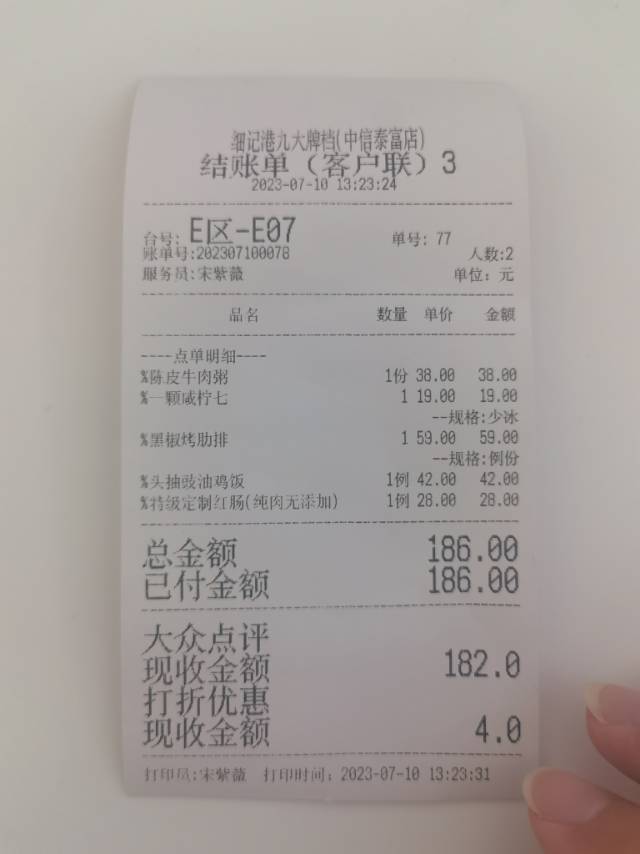 细记港九大牌档(中信泰富店)
结账单（客户联）3
2023-07-10 13:23:24
台号: E区-E07 单号: 77
账单号:202307100078 人数:2
服务员:宋紫薇 单位: 元
品名 数量 单价 金额
----点单明细----
%陈皮牛肉粥 1份 38.00 38.00
%一颗咸柠七 1 19.00 19.00
--规格:少冰
%黑椒烤肋排 1 59.00 59.00
--规格:例份
%头抽豉油鸡饭 1例 42.00 42.00
%特级定制红肠(纯肉无添加) 1例 28.00 28.00
总金额 186.00
已付金额 186.00
大众点评
现收金额 182.0
打折优惠
现收金额 4.0
打印员:宋紫薇 打印时间: 2023-07-10 13:23:31